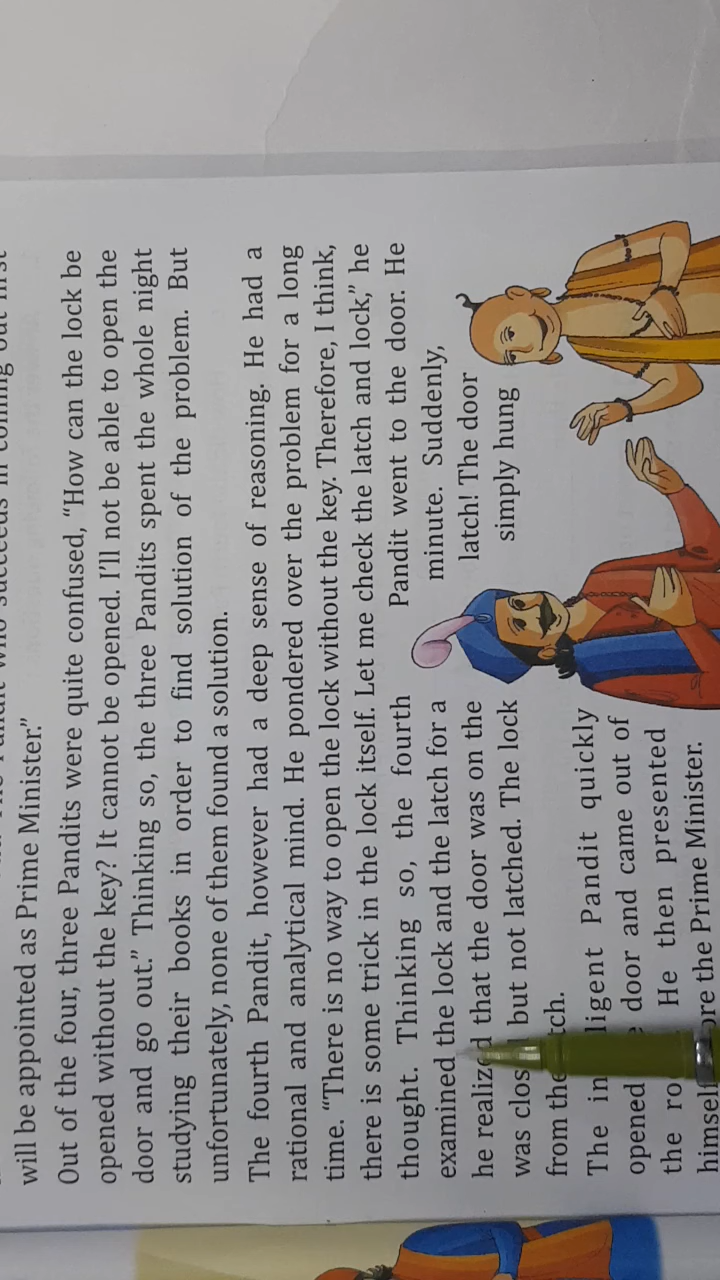 will be appointed as Prime Minister."
Out of the four, three Pandits were quite confused, "How can the lock be
opened without the key? It cannot be opened. I'll not be able to open the
door and go out." Thinking so, the three Pandits spent the whole night
studying their books in order to find solution of the problem. But
unfortunately, none of them found a solution.
The fourth Pandit, however had a deep sense of reasoning. He had a
rational and analytical mind. He pondered over the problem for a long
time. "There is no way to open the lock without the key. Therefore, I think,
there is some trick in the lock itself. Let me check the latch and lock," he
thought. Thinking so, the fourth Pandit went to the door. He
examined the lock and the latch for a minute. Suddenly,
he realized that the door was on the latch! The door
was closed but not latched. The lock simply hung
from the
The ligent Pandit quickly
opened door and came out of
the He then presented
the Prime Minister.